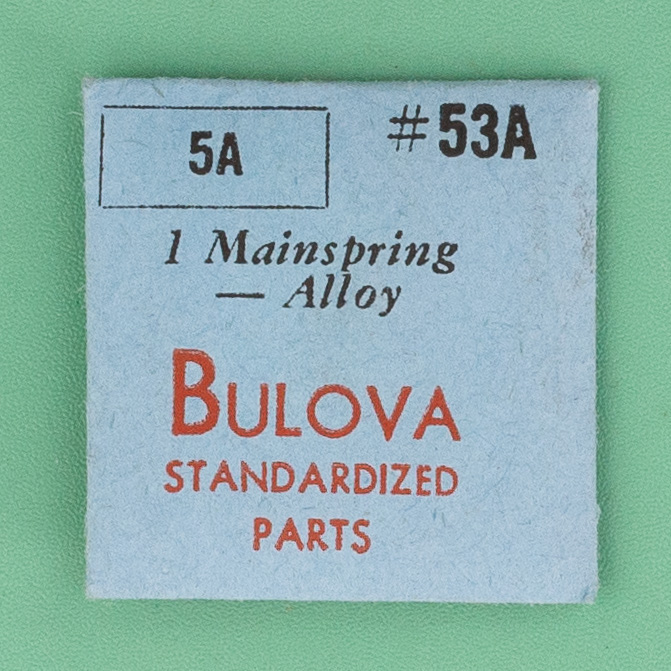 5A
#53A
1 Mainspring
— Alloy
BULOVA
STANDARDIZED
PARTS